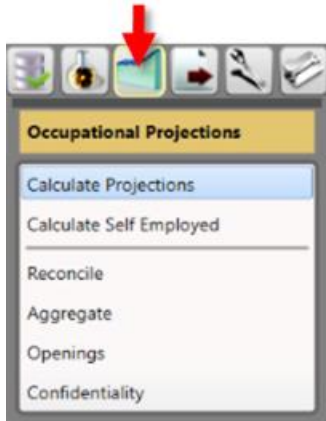 Occupational Projections
Calculate Projections
Calculate Self Employed
Reconcile
Aggregate
Openings
Confidentiality